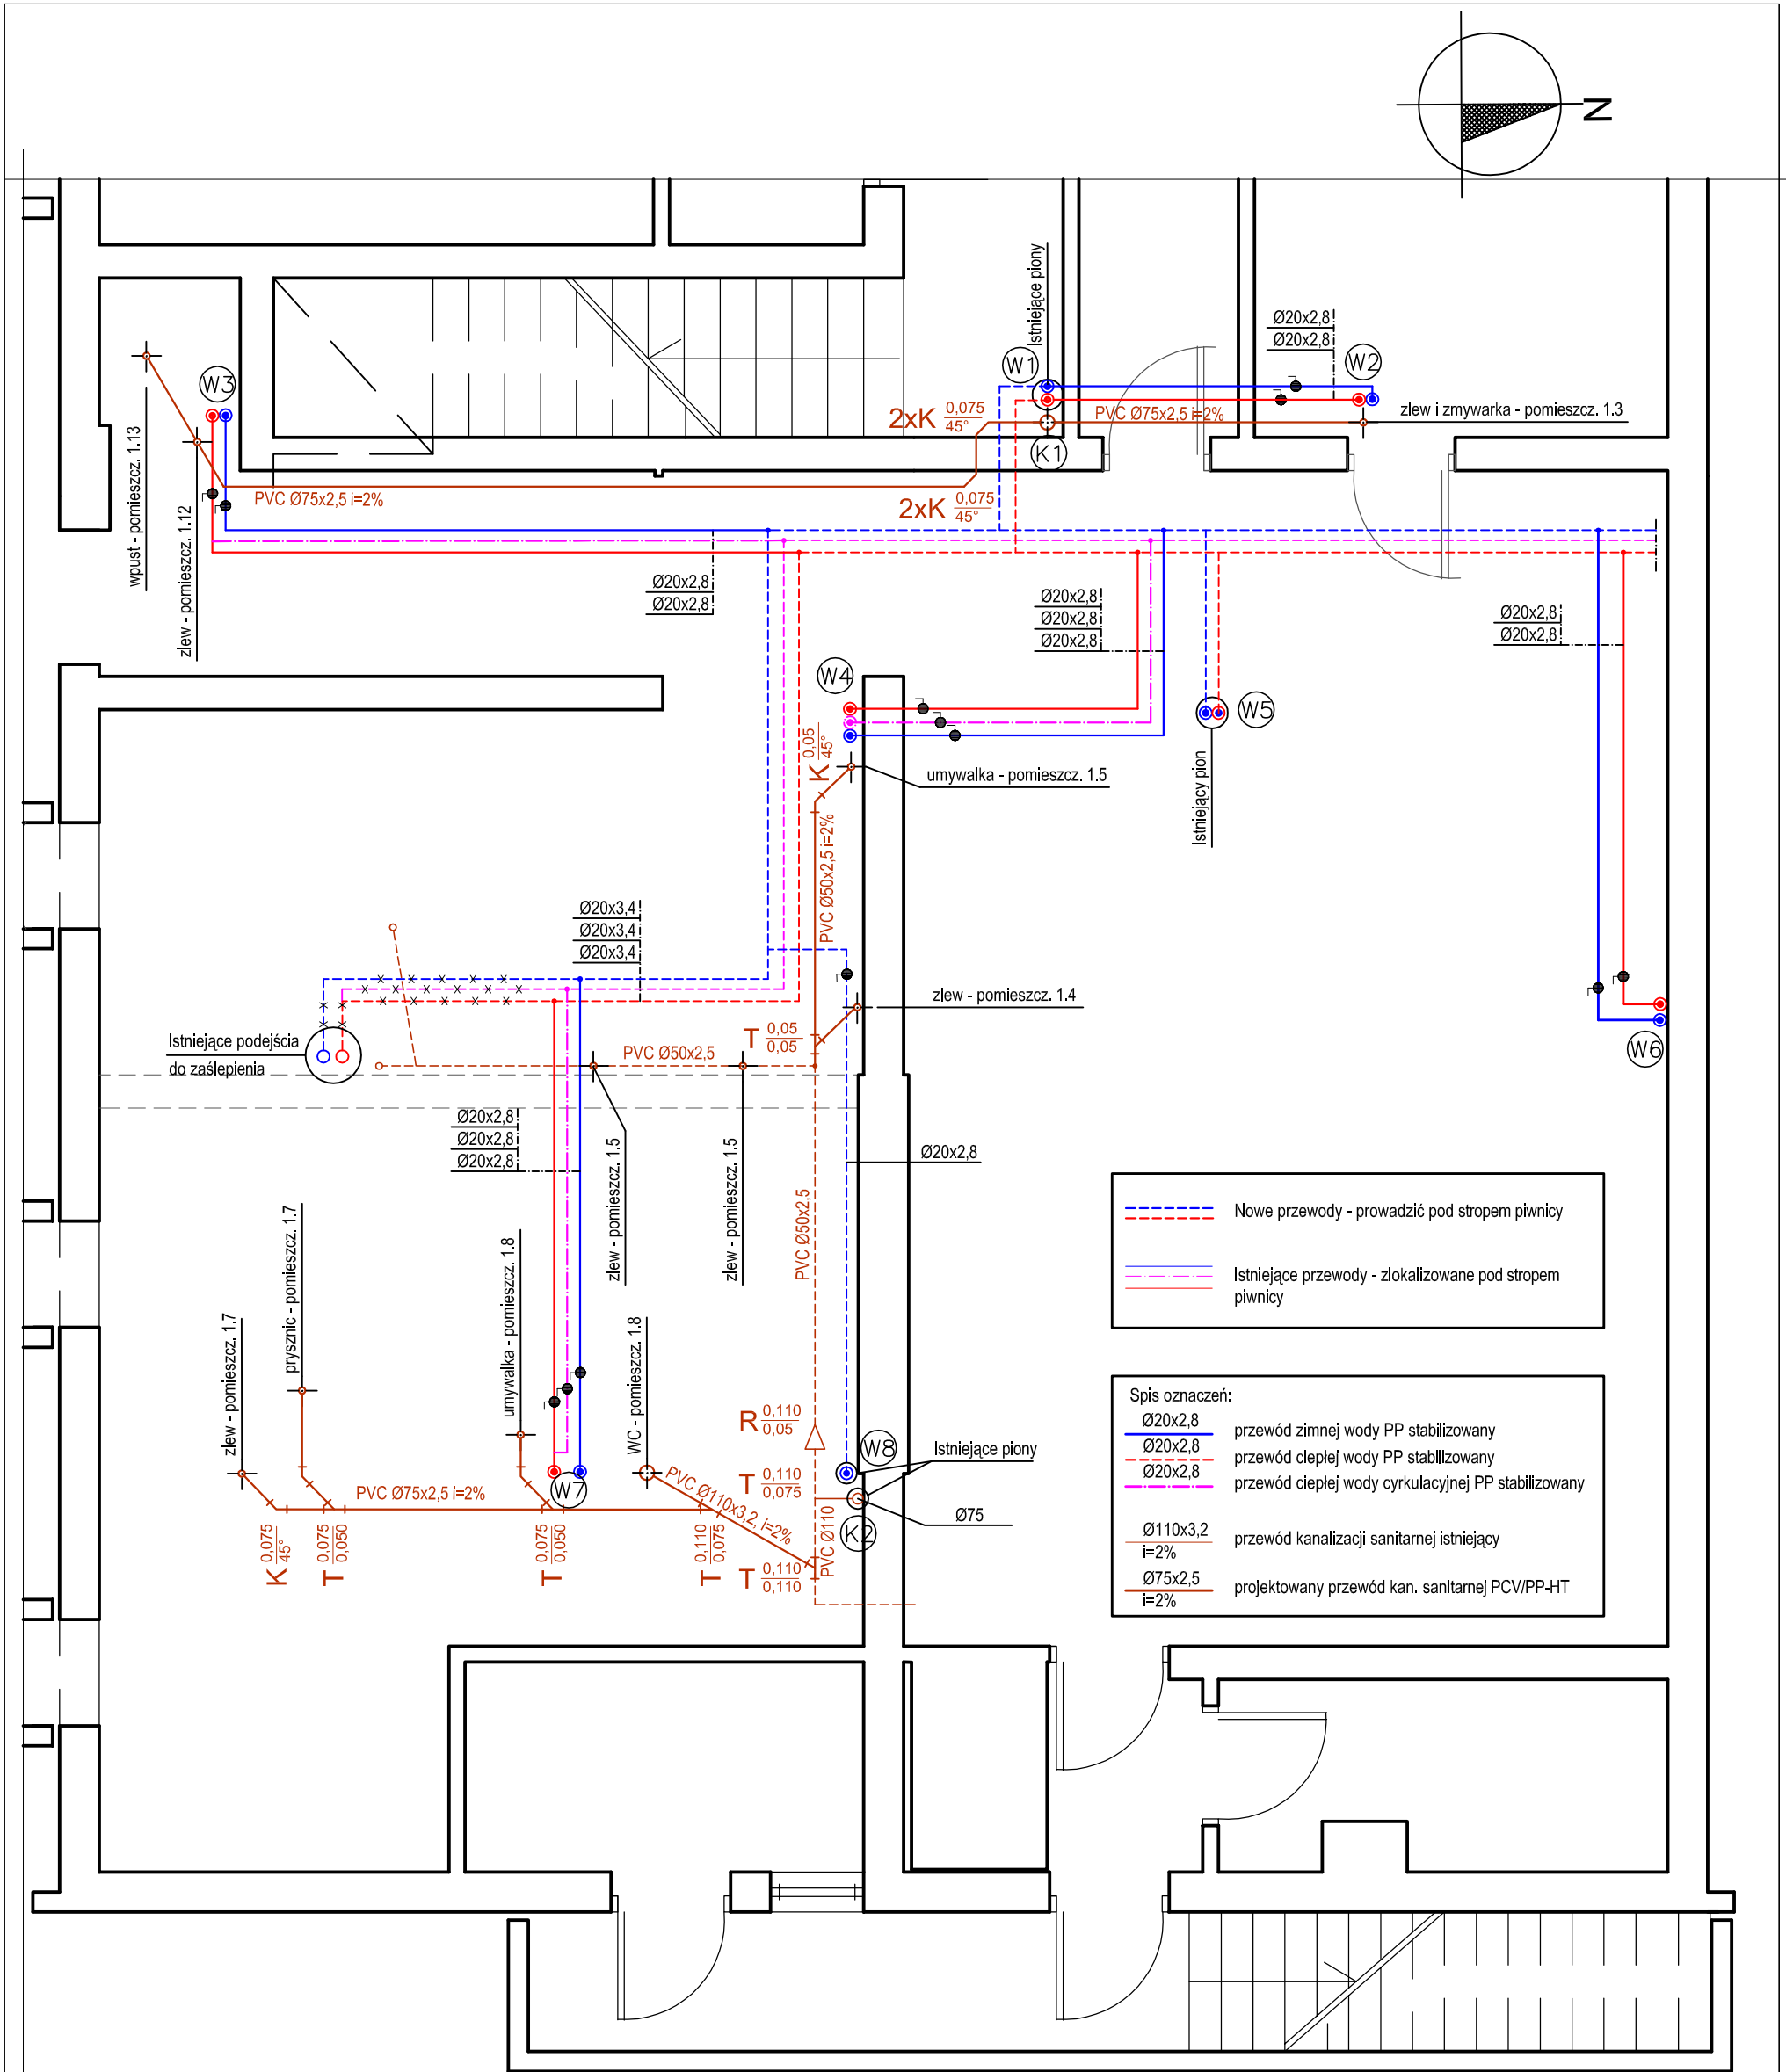 N
Istniejące piony
Ø20x2,8
Ø20x2,8
W1
W2
W3
2xK 0,075
45°
PVC Ø75x2,5 i=2%
zlew i zmywarka - pomieszcz. 1.3
K1
wpust - pomieszcz. 1.13
PVC Ø75x2,5 i=2%
2xK 0,075
45°
zlew - pomieszcz. 1.12
Ø20x2,8
Ø20x2,8
Ø20x2,8
Ø20x2,8
Ø20x2,8
Ø20x2,8
Ø20x2,8
W4
W5
K 0,05
45°
umywalka - pomieszcz. 1.5
Istniejący pion
PVC Ø50x2,5 i=2%
Ø20x3,4
Ø20x3,4
Ø20x3,4
zlew - pomieszcz. 1.4
Istniejące podejścia
do zaślepienia
PVC Ø50x2,5
T 0,05
0,05
W6
Ø20x2,8
Ø20x2,8
Ø20x2,8
zlew - pomieszcz. 1.5
zlew - pomieszcz. 1.5
Ø20x2,8
PVC Ø50x2,5
Nowe przewody - prowadzić pod stropem piwnicy
Istniejące przewody - zlokalizowane pod stropem
piwnicy
zlew - pomieszcz. 1.7
prysznic - pomieszcz. 1.7
umywalka - pomieszcz. 1.8
WC - pomieszcz. 1.8
R 0,110
0,05
W8
Istniejące piony
T 0,110
0,075
W7
PVC Ø75x2,5 i=2%
PVC Ø110x3,2, i=2%
PVC Ø110
Ø75
K2
K 0,075
45°
T 0,075
0,050
T 0,075
0,050
T 0,110
0,075
T 0,110
0,110
Spis oznaczeń:
Ø20x2,8
przewód zimnej wody PP stabilizowany
Ø20x2,8
przewód ciepłej wody PP stabilizowany
Ø20x2,8
przewód ciepłej wody cyrkulacyjnej PP stabilizowany
Ø110x3,2
i=2%
przewód kanalizacji sanitarnej istniejący
Ø75x2,5
i=2%
projektowany przewód kan. sanitarnej PCV/PP-HT